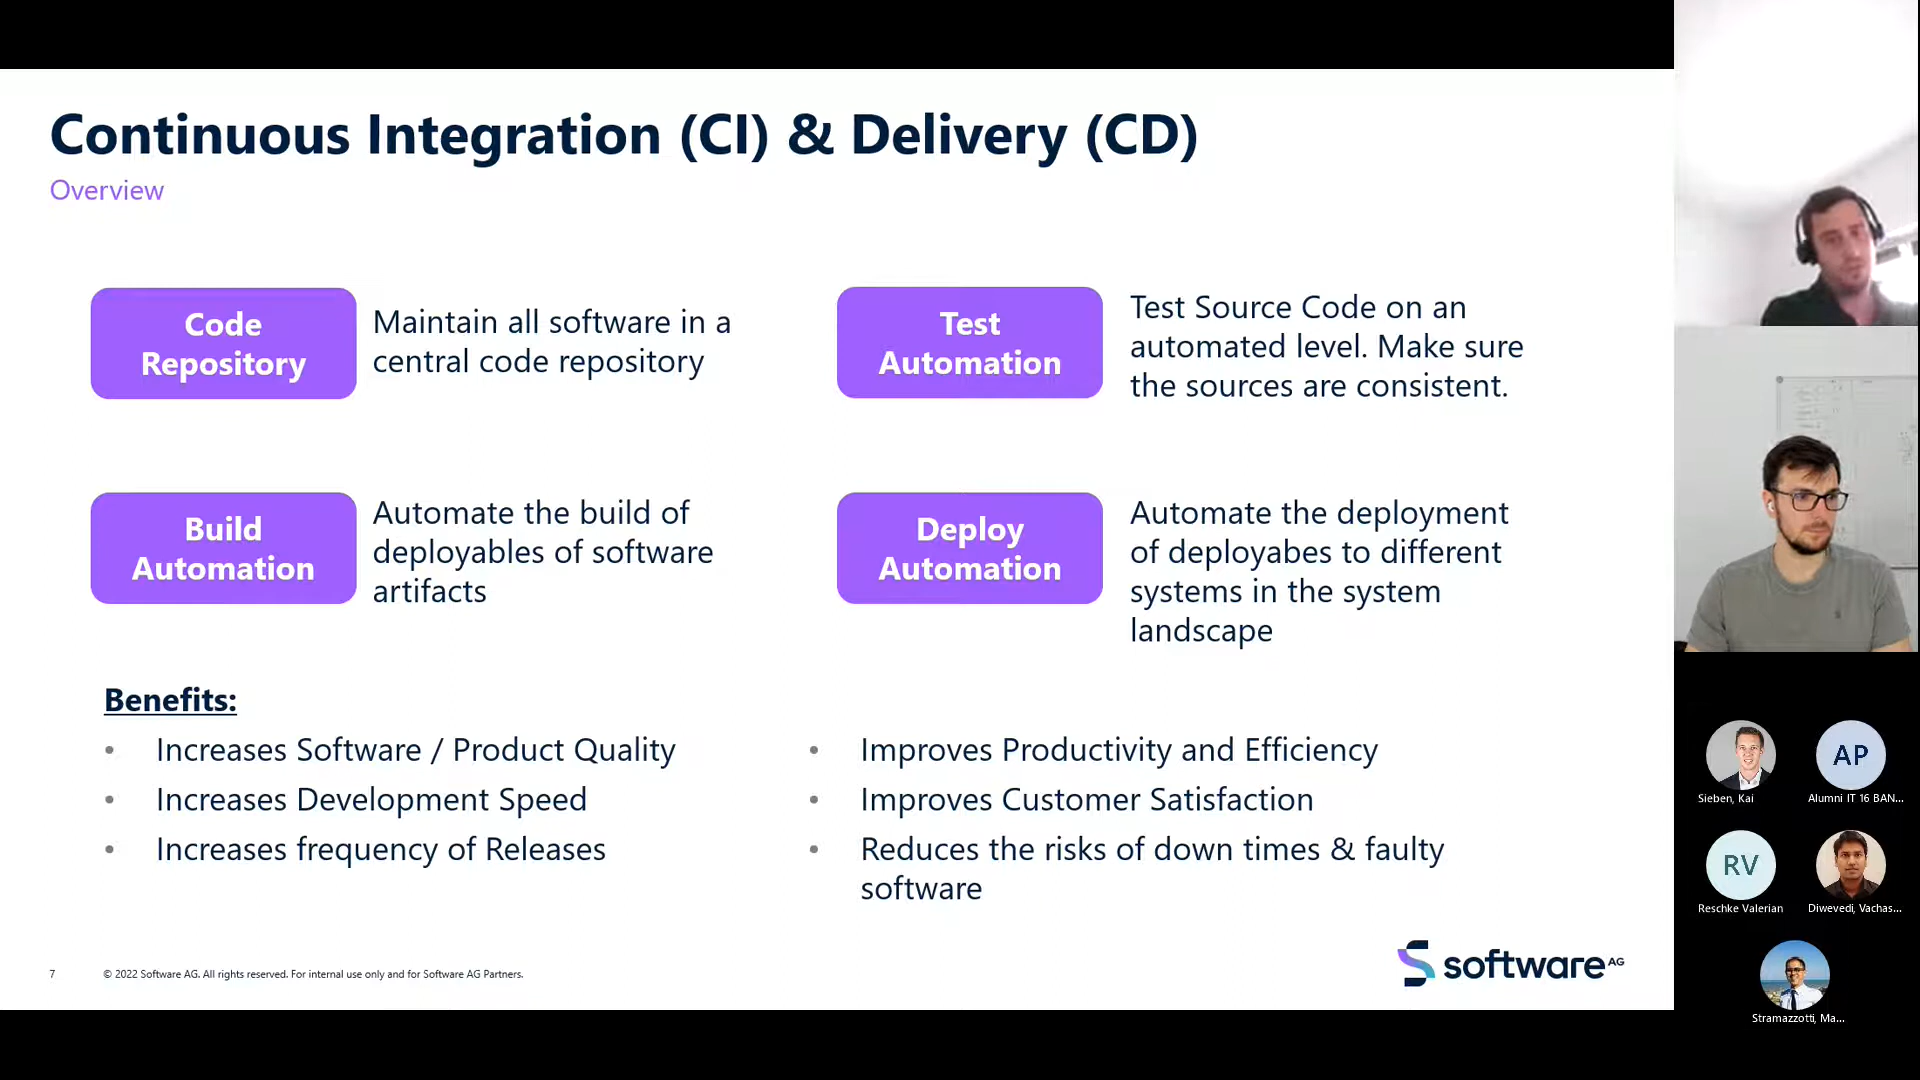 Continuous Integration (CI) & Delivery (CD)
Overview
Code
Repository
Maintain all software in a
central code repository
Test
Automation
Test Source Code on an
automated level. Make sure
the sources are consistent.
Build
Automation
Automate the build of
deployables of software
artifacts
Deploy
Automation
Automate the deployment
of deployabes to different
systems in the system
landscape
Benefits:
• Increases Software / Product Quality
• Increases Development Speed
• Increases frequency of Releases
• Improves Productivity and Efficiency
• Improves Customer Satisfaction
• Reduces the risks of down times & faulty
software
7
© 2022 Software AG. All rights reserved. For internal use only and for Software AG Partners.
software AG
AP
Sieben, Kai
Alumni IT 16 BAN...
RV
Reschke Valerian
Diwevedi, Vachas...
Stramazzotti, Ma...